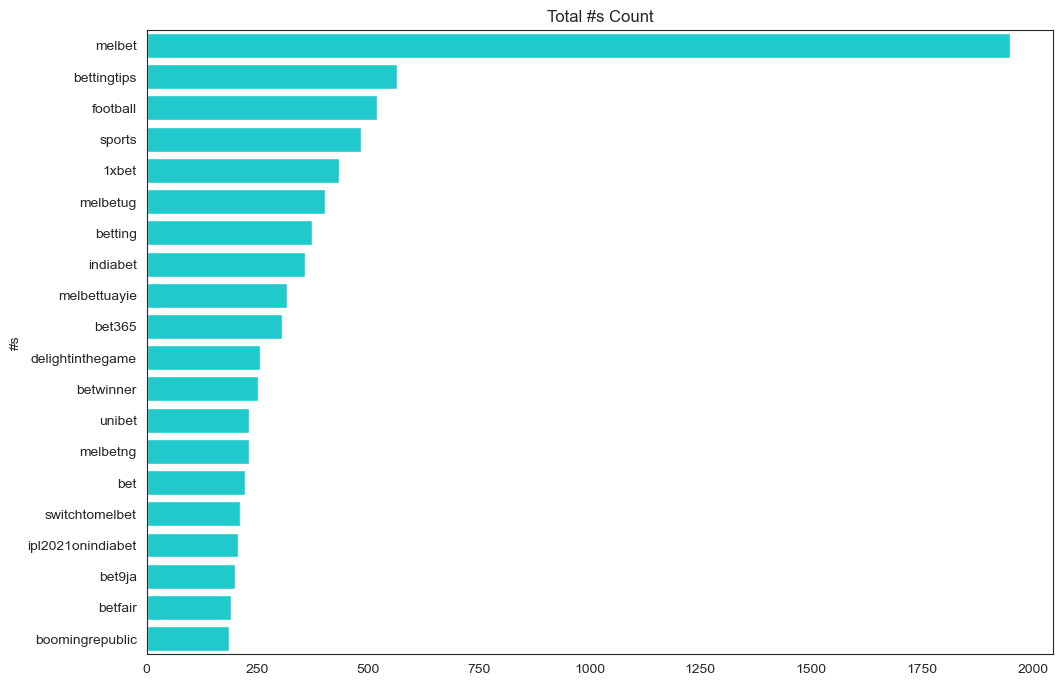 Total #s Count
melbet
bettingtips
football
sports
1xbet
melbetug
betting
indiabet
melbettuayie
bet365
delightinthegame
betwinner
unibet
melbetng
bet
switchtomelbet
ipl2021onindiabet
bet9ja
betfair
boomingrepublic
#s
0 250 500 750 1000 1250 1500 1750 2000